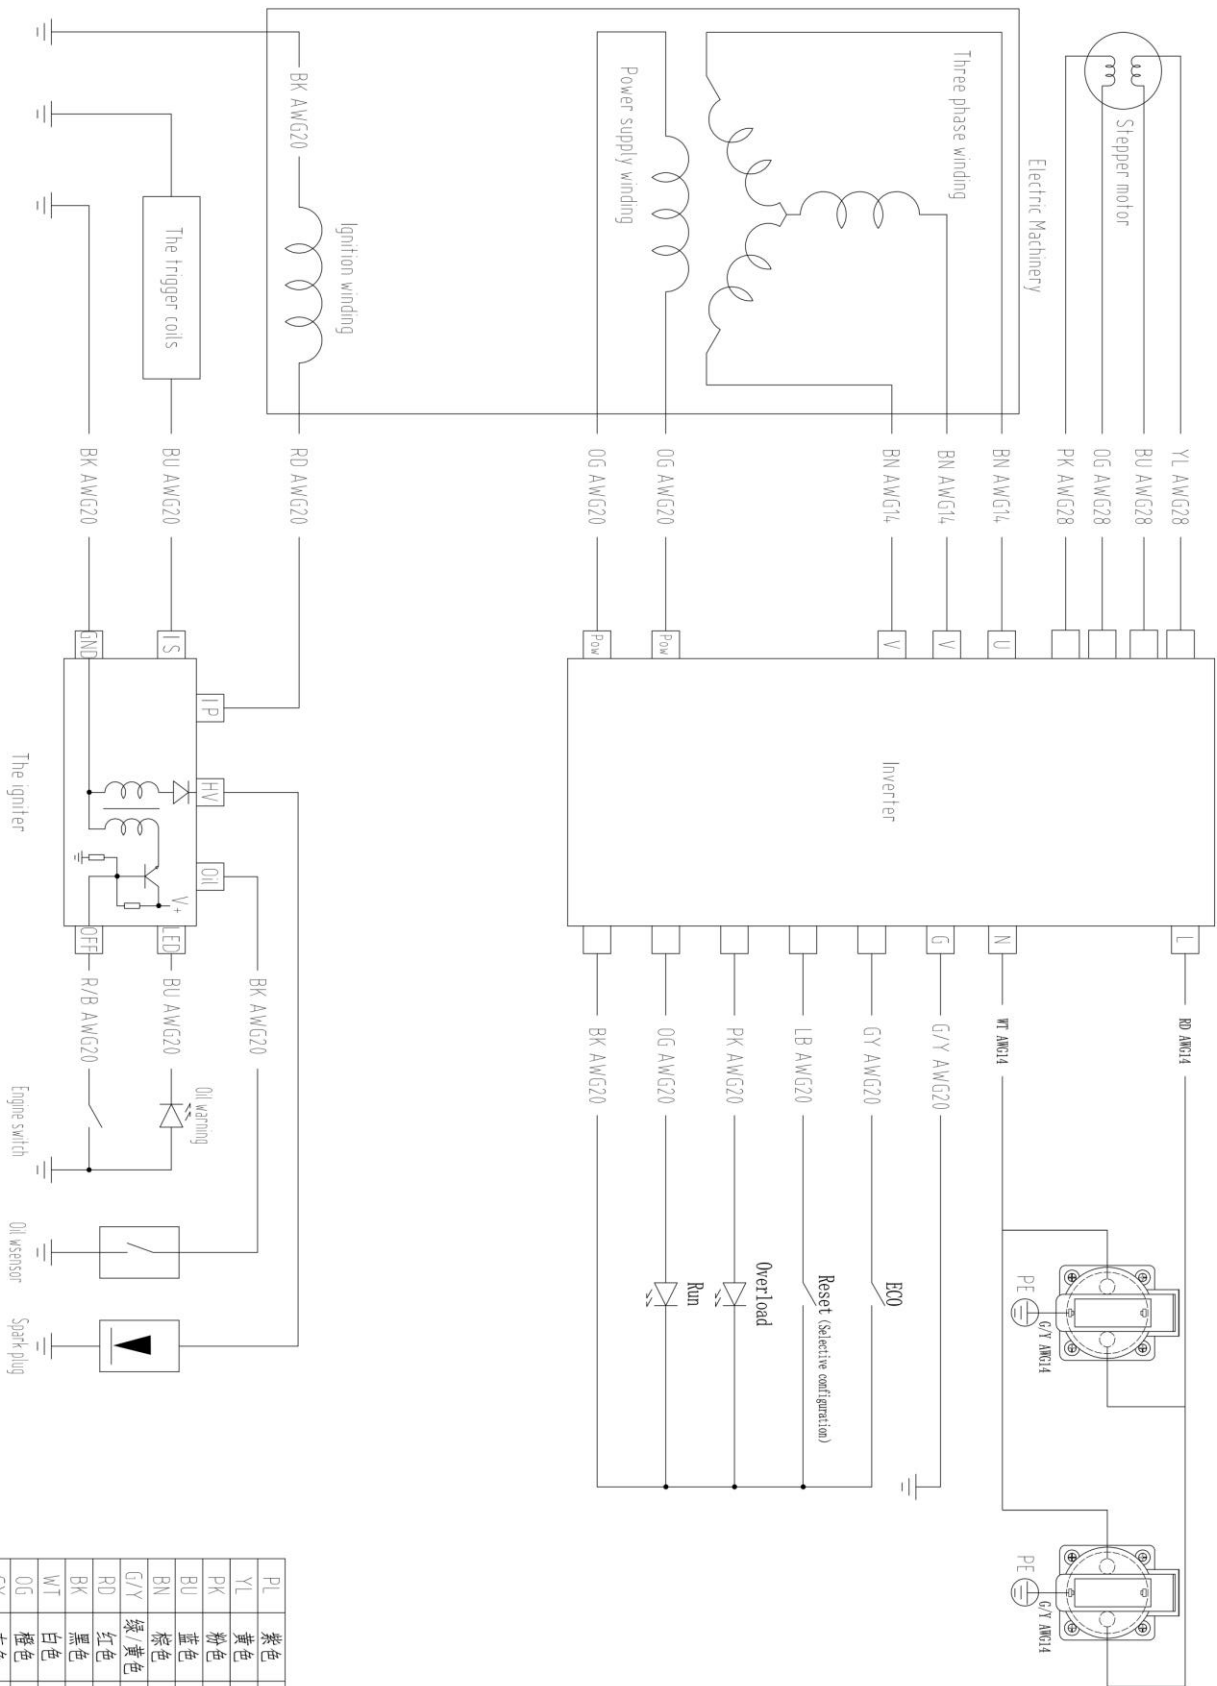 Stepper motor
YL AWG28
BU AWG28
OG AWG28
PK AWG28
Electric Machinery
Three phase winding
BN AWG14
BN AWG14
BN AWG14
Power supply winding
OG AWG20
OG AWG20
Ignition winding
BK AWG20
RD AWG20
The trigger coils
BU AWG20
BK AWG20
U
V
V
Pow
Pow
Inverter
L
N
G
RD AWG14
WT AWG14
G/Y AWG20
GY AWG20
LB AWG20
PK AWG20
OG AWG20
BK AWG20
ECO
Reset (Selective configuration)
Overload
Run
PE
G/Y AWG14
PE
G/Y AWG14
IP
HV
Oil
IS
GND
V+
LED
OFF
The igniter
BK AWG20
BU AWG20
R/B AWG20
Oil warning
Engine switch
Oil wsensor
Spark plug
PL 紫色
YL 黄色
PK 粉色
BU 蓝色
BN 棕色
G/Y 绿/黄色
RD 红色
BK 黑色
WT 白色
OG 橙色